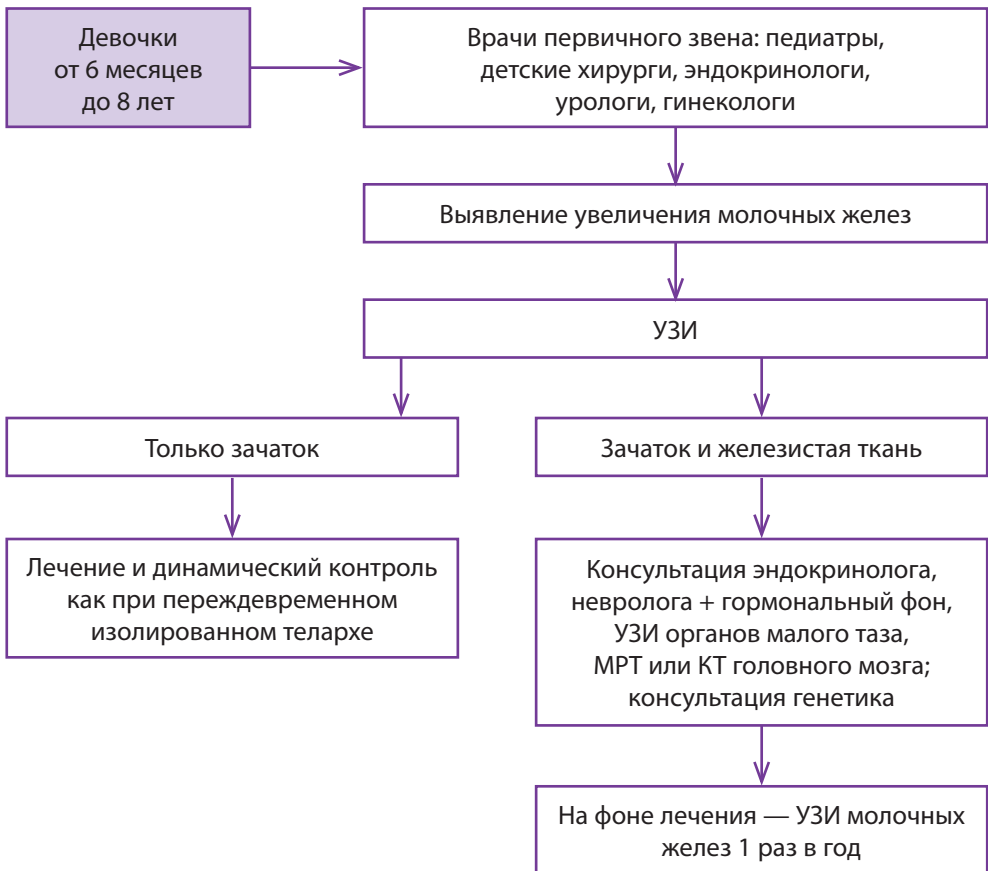 Девочки
от 6 месяцев
до 8 лет
Врачи первичного звена: педиатры,
детские хирурги, эндокринологи,
урологи, гинекологи
Выявление увеличения молочных желез
УЗИ
Только зачаток
Зачаток и железистая ткань
Лечение и динамический контроль
как при переждевременном
изолированном телархе
Консультация эндокринолога,
невролога + гормональный фон,
УЗИ органов малого таза,
МРТ или КТ головного мозга;
консультация генетика
На фоне лечения — УЗИ молочных
желез 1 раз в год